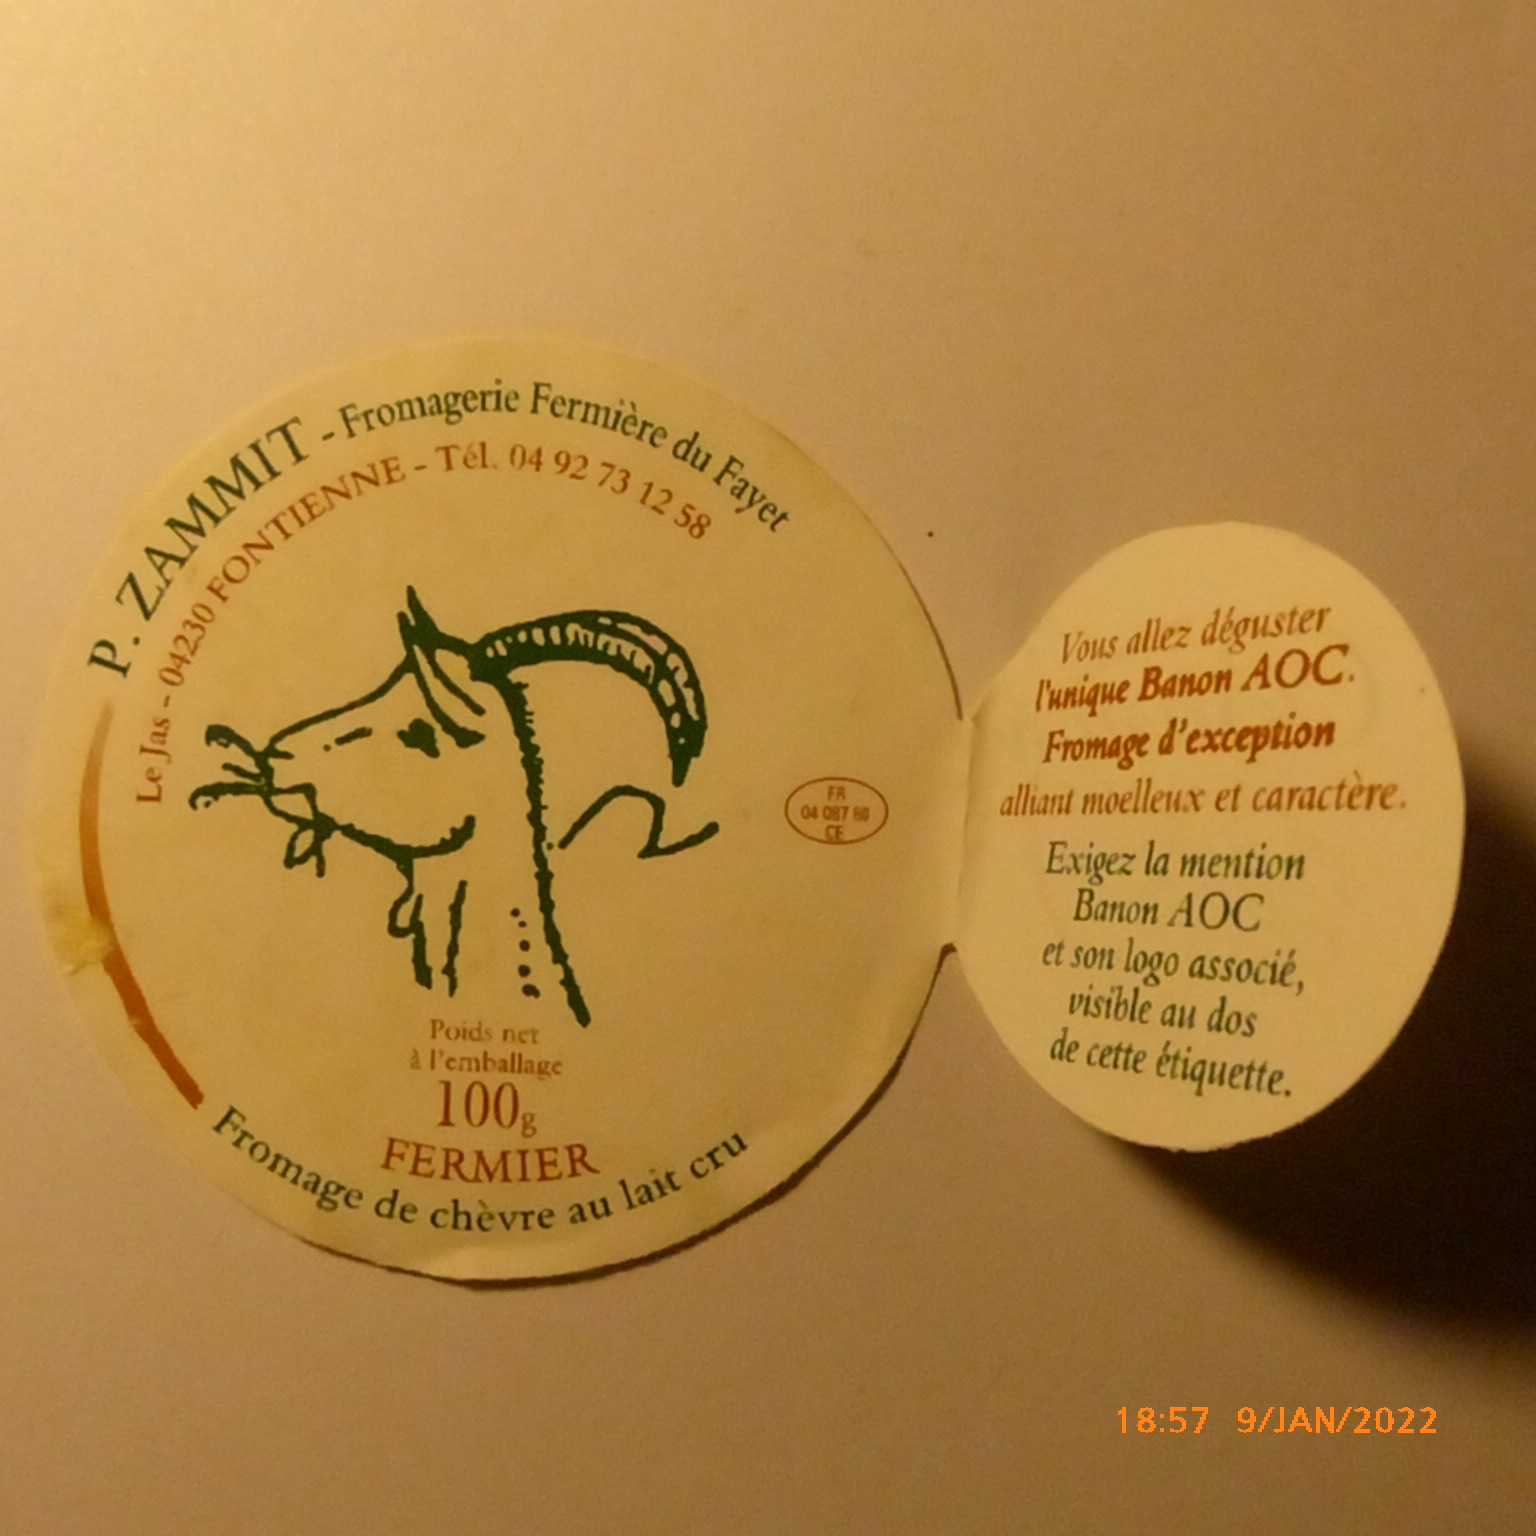 P. ZAMMIT - Fromagerie Fermière du Fayet
Le Jas - 04230 FONTIENNE - Tél. 04 92 73 12 58
FR
04 087 80
CE
Poids net
à l'emballage
100g
FERMIER
Fromage de chèvre au lait cru
Vous allez déguster
l'unique Banon AOC.
Fromage d'exception
alliant moelleux et caractère.
Exigez la mention
Banon AOC
et son logo associé,
visible au dos
de cette étiquette.
18:57 9/JAN/2022